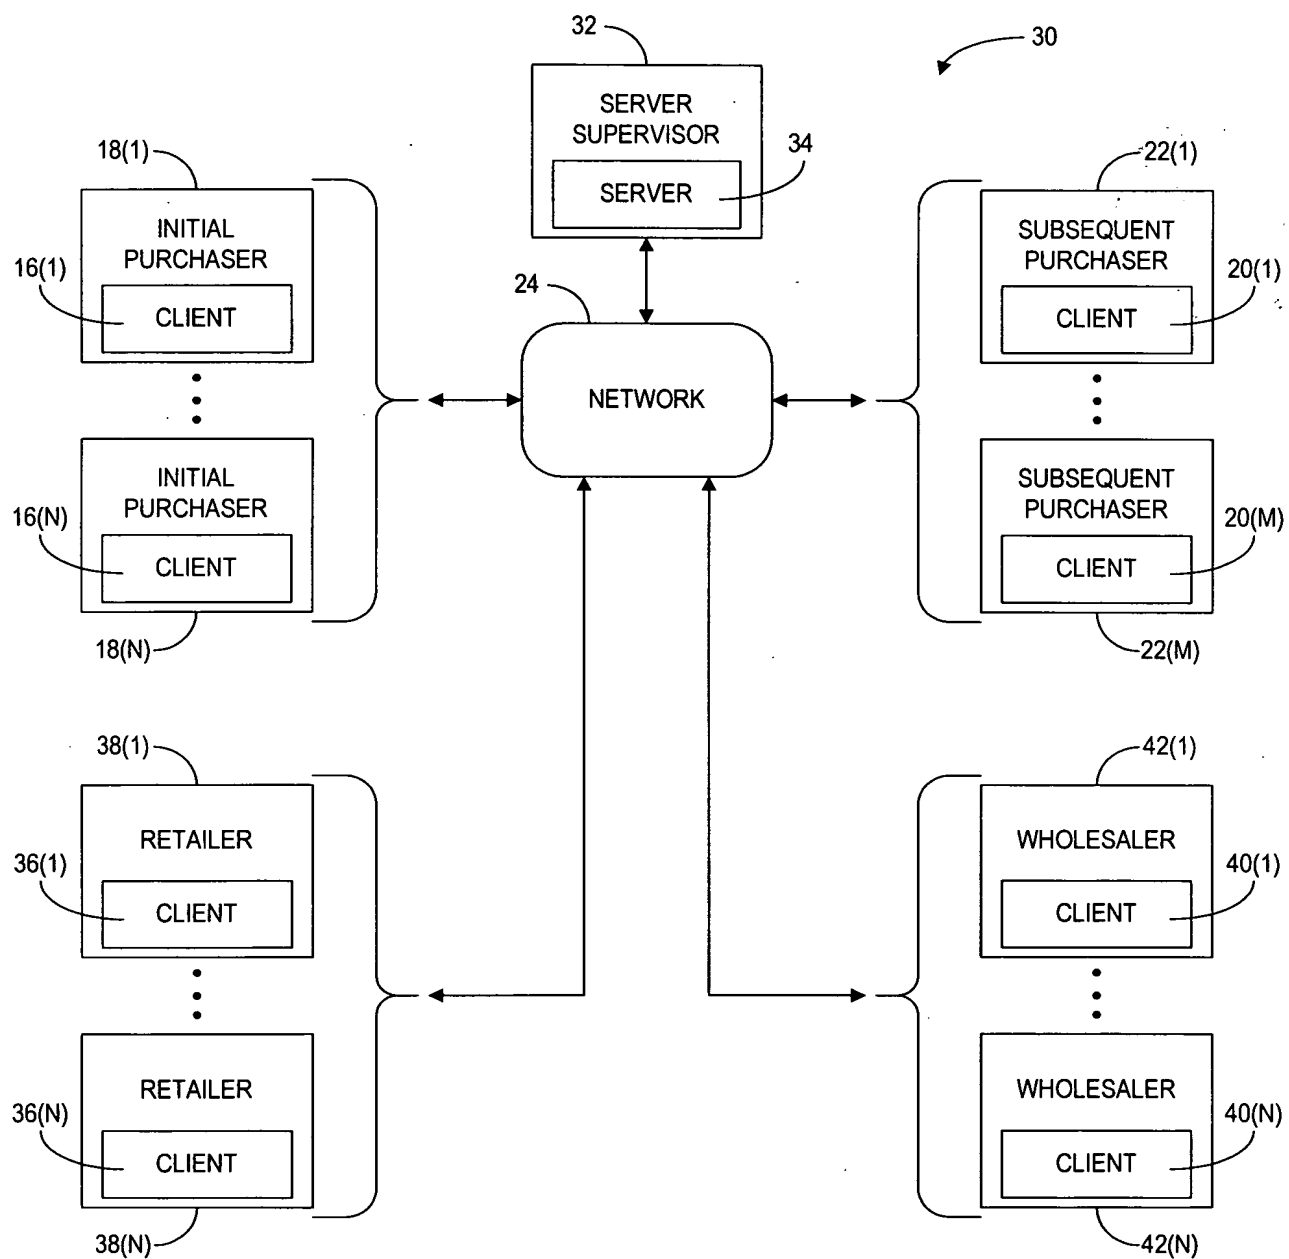 32
30
SERVER
SUPERVISOR
34
SERVER
18(1)
INITIAL
PURCHASER
16(1)
CLIENT
22(1)
SUBSEQUENT
PURCHASER
20(1)
CLIENT
24
NETWORK
INITIAL
PURCHASER
16(N)
CLIENT
18(N)
SUBSEQUENT
PURCHASER
20(M)
CLIENT
22(M)
38(1)
RETAILER
36(1)
CLIENT
42(1)
WHOLESALER
40(1)
CLIENT
RETAILER
36(N)
CLIENT
38(N)
WHOLESALER
40(N)
CLIENT
42(N)